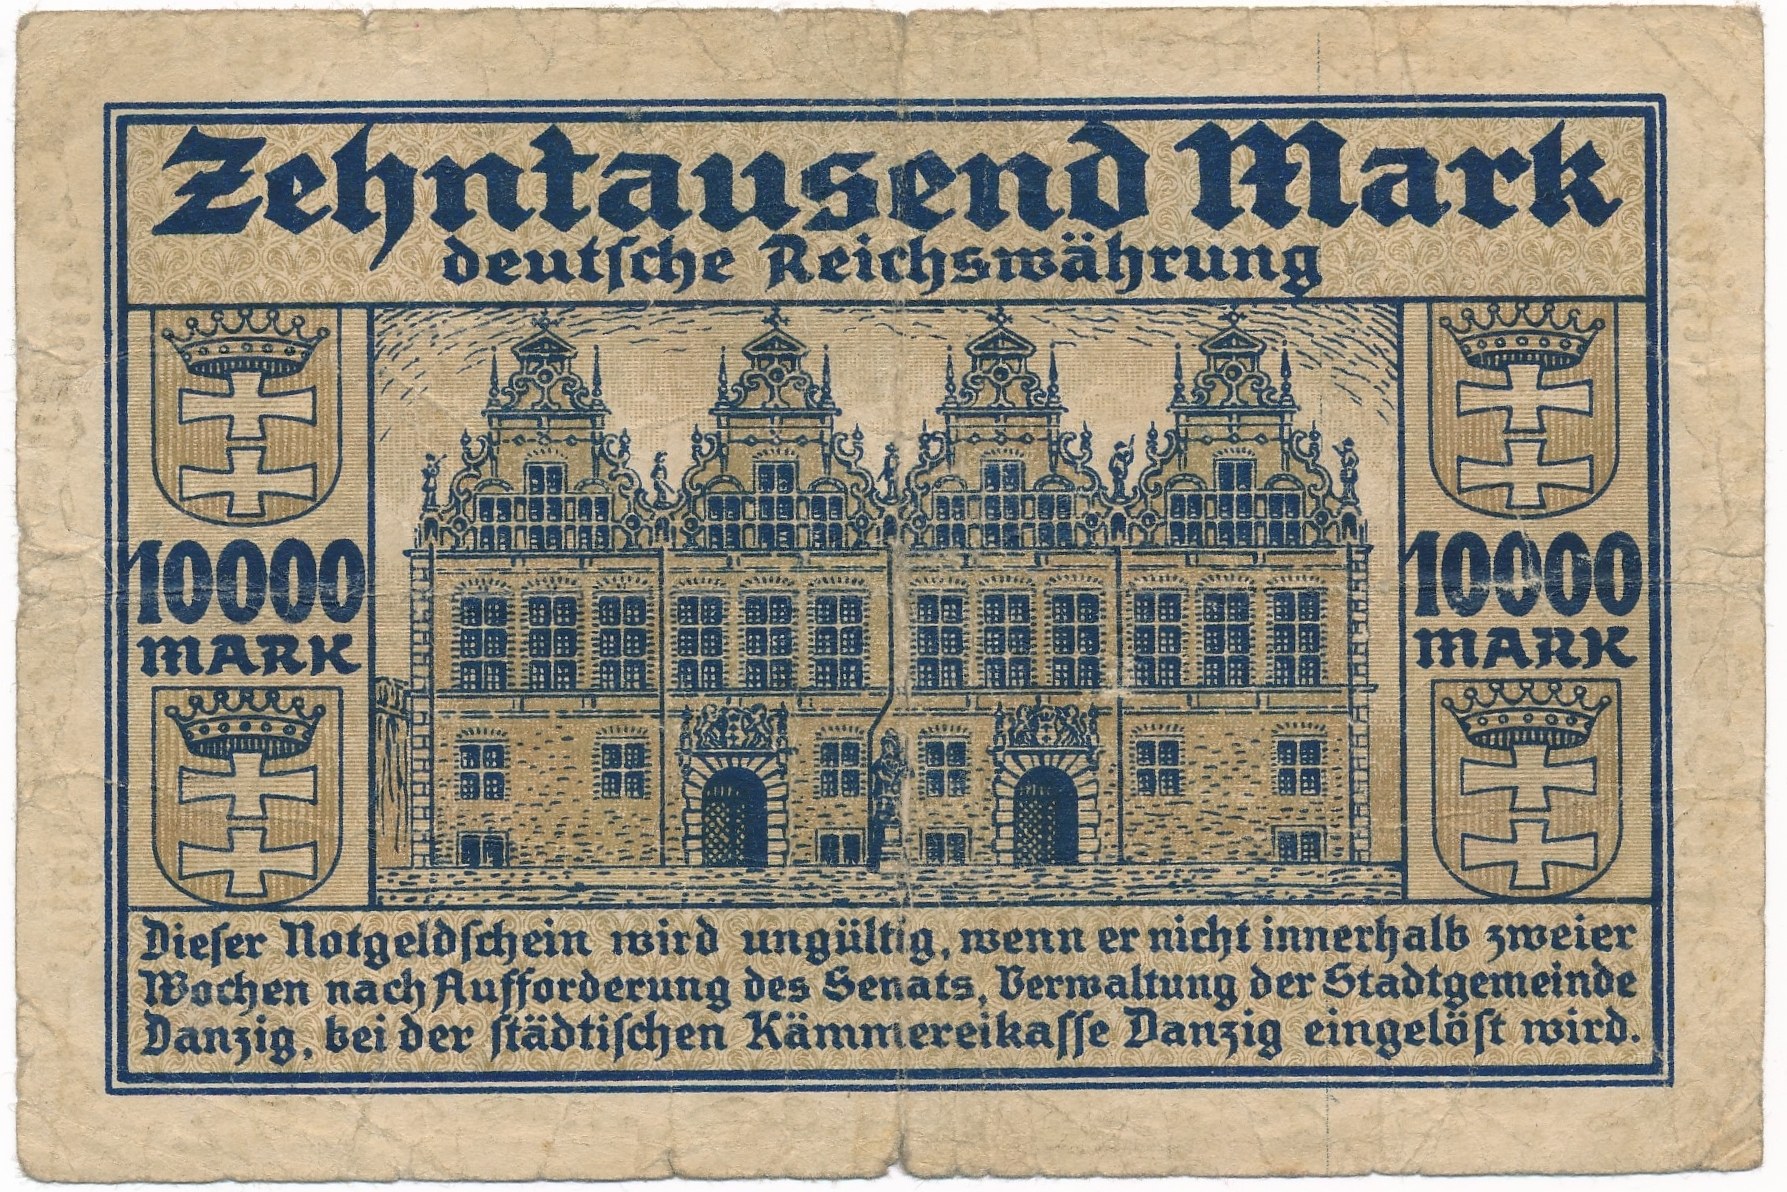 Zehntausend Mark
deutsche Reichswährung
10000
MARK
10000
MARK
Dieser Notgeldschein wird ungültig, wenn er nicht innerhalb zweier
Wochen nach Aufforderung des Senats, Verwaltung der Stadtgemeinde
Danzig, bei der städtischen Kämmereikasse Danzig eingelöst wird.